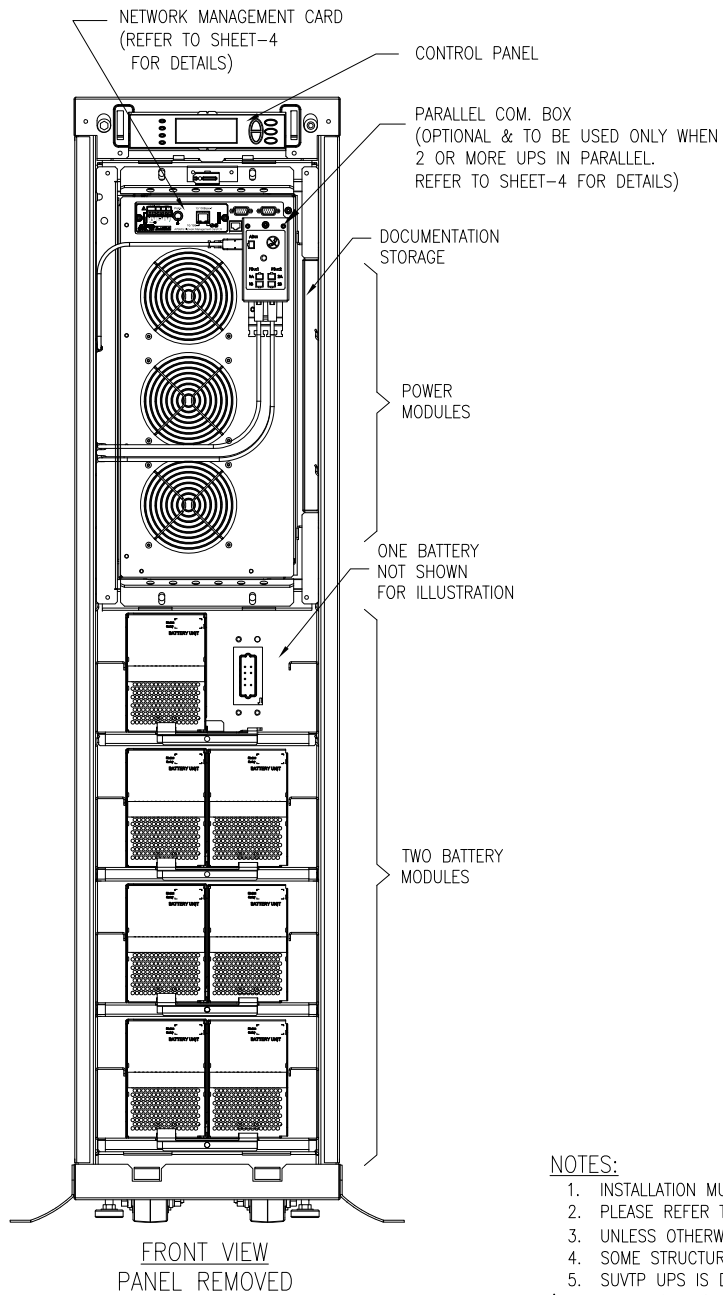 NETWORK MANAGEMENT CARD
(REFER TO SHEET-4
FOR DETAILS)
CONTROL PANEL
PARALLEL COM. BOX
(OPTIONAL & TO BE USED ONLY WHEN
2 OR MORE UPS IN PARALLEL.
REFER TO SHEET-4 FOR DETAILS)
DOCUMENTATION
STORAGE
POWER
MODULES
ONE BATTERY
NOT SHOWN
FOR ILLUSTRATION
BATTERY UNIT
BATTERY UNIT
BATTERY UNIT
TWO BATTERY
MODULES
BATTERY UNIT
BATTERY UNIT
BATTERY UNIT
BATTERY UNIT
FRONT VIEW
PANEL REMOVED
NOTES:
1. INSTALLATION
2. PLEASE REFER
3. UNLESS
4. SOME
5. SUVTP UPS IS